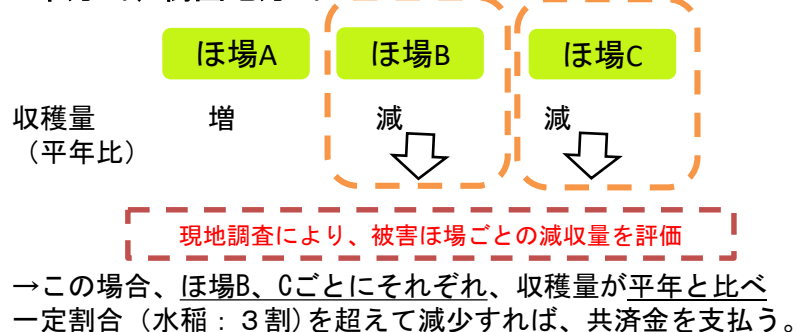 ほ場A ほ場B ほ場C
収穫量 増 減 減
（平年比）
現地調査により、被害ほ場ごとの減収量を評価
→この場合、ほ場B、Cごとにそれぞれ、収穫量が平年と比べ
一定割合（水稲：３割）を超えて減少すれば、共済金を支払う。